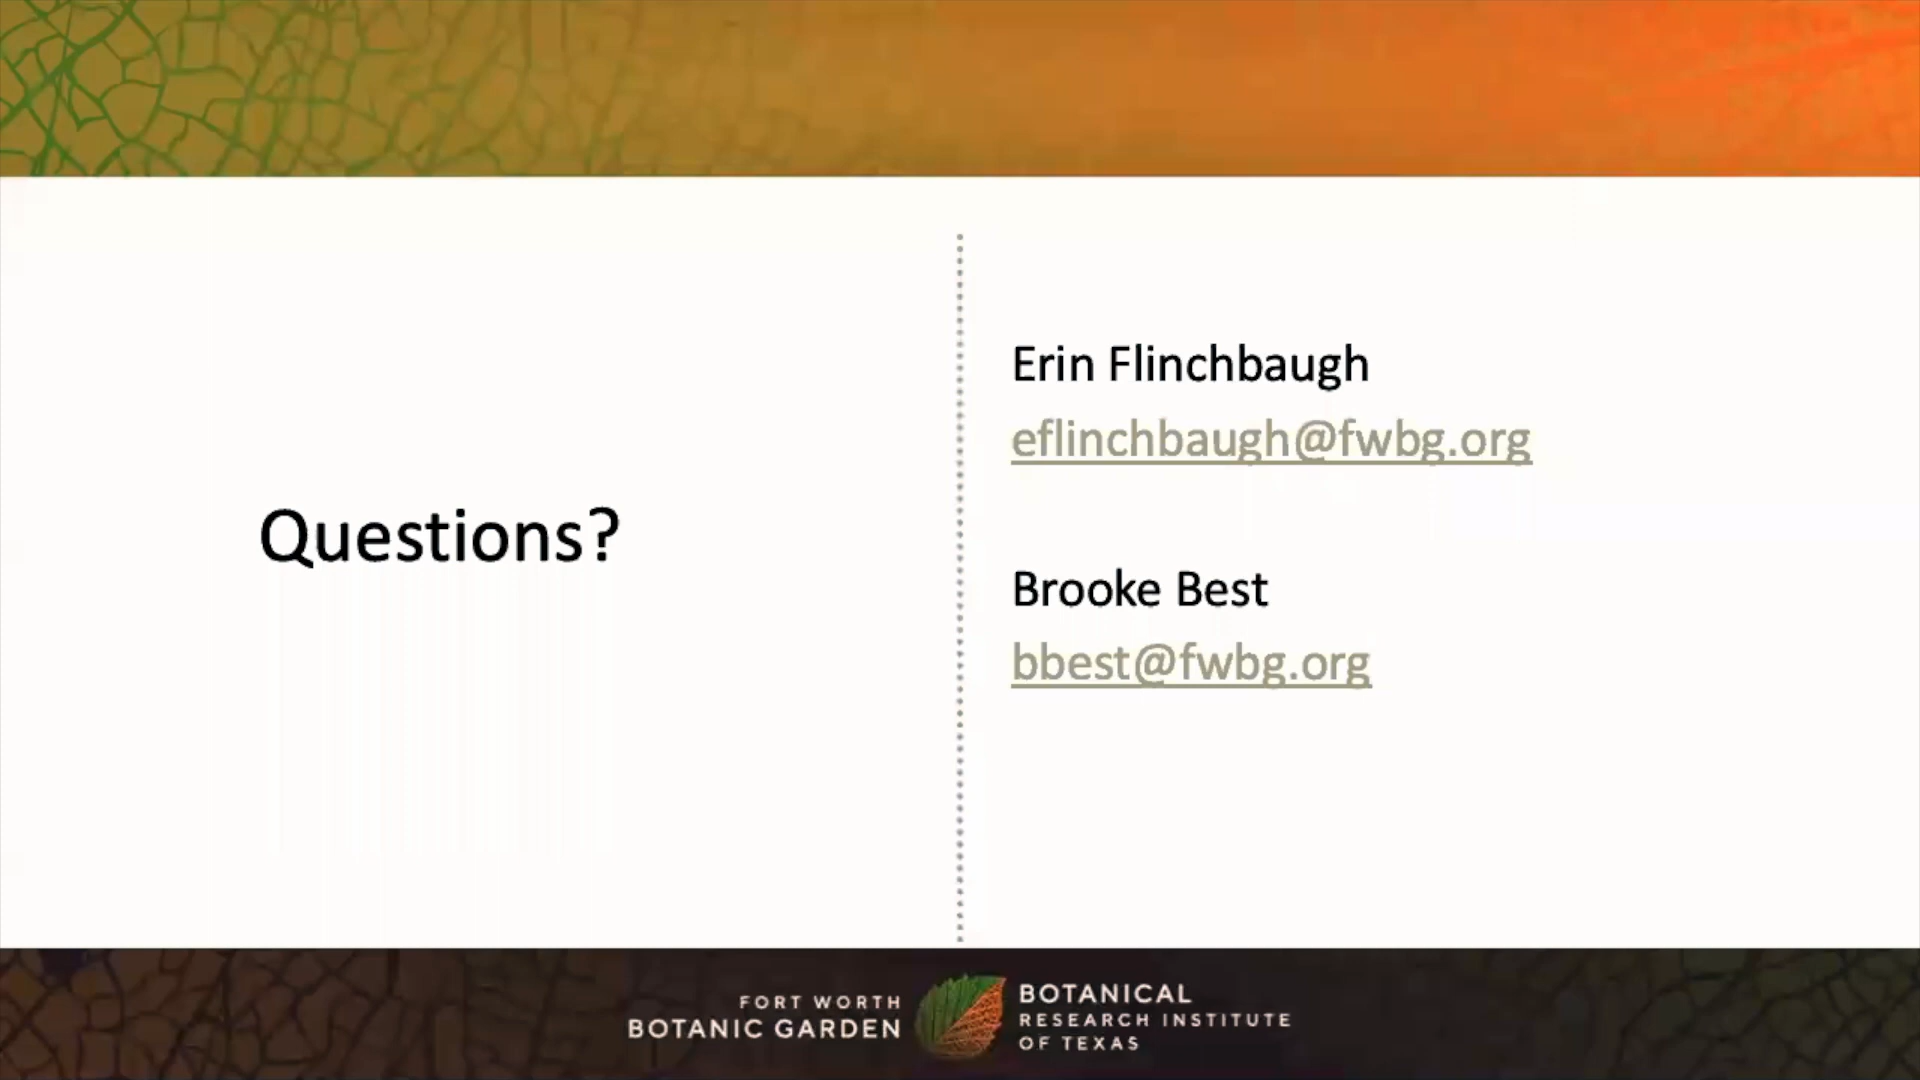 Questions?
Erin Flinchbaugh
eflinchbaugh@fwbg.org
Brooke Best
bbest@fwbg.org
FORT WORTH
BOTANIC GARDEN
BOTANICAL
RESEARCH INSTITUTE
OF TEXAS